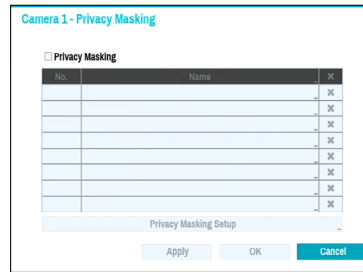 Camera 1 - Privacy Masking
Privacy Masking
No. Name
Privacy Masking Setup
Apply OK Cancel